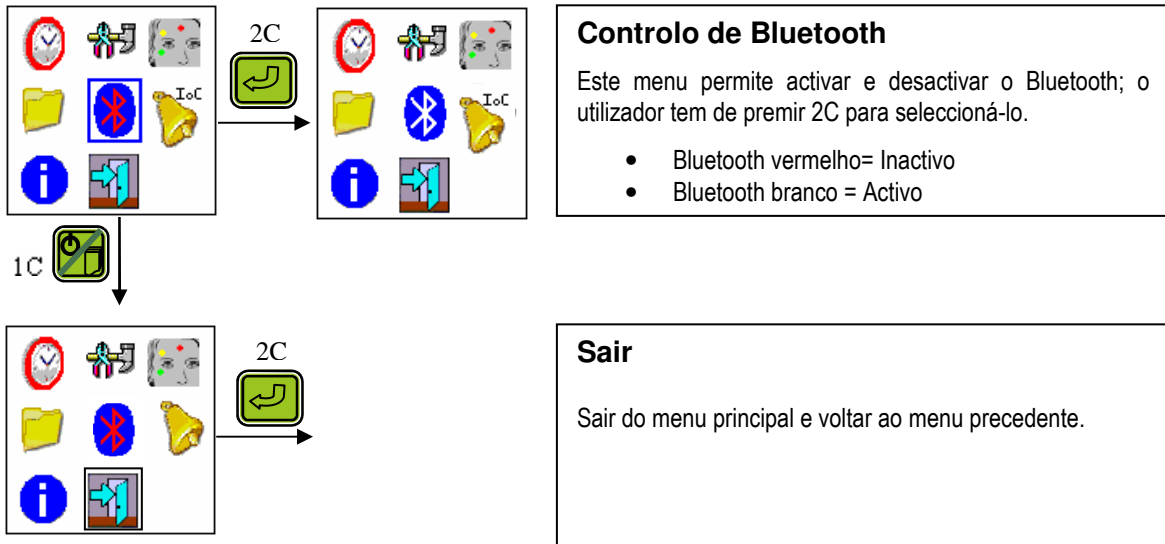 2C
IoC
IoC
Controlo de Bluetooth
Este menu permite activar e desactivar o Bluetooth; o
utilizador tem de premir 2C para seleccioná-lo.
• Bluetooth vermelho= Inactivo
• Bluetooth branco = Activo
1C
2C
Sair
Sair do menu principal e voltar ao menu precedente.